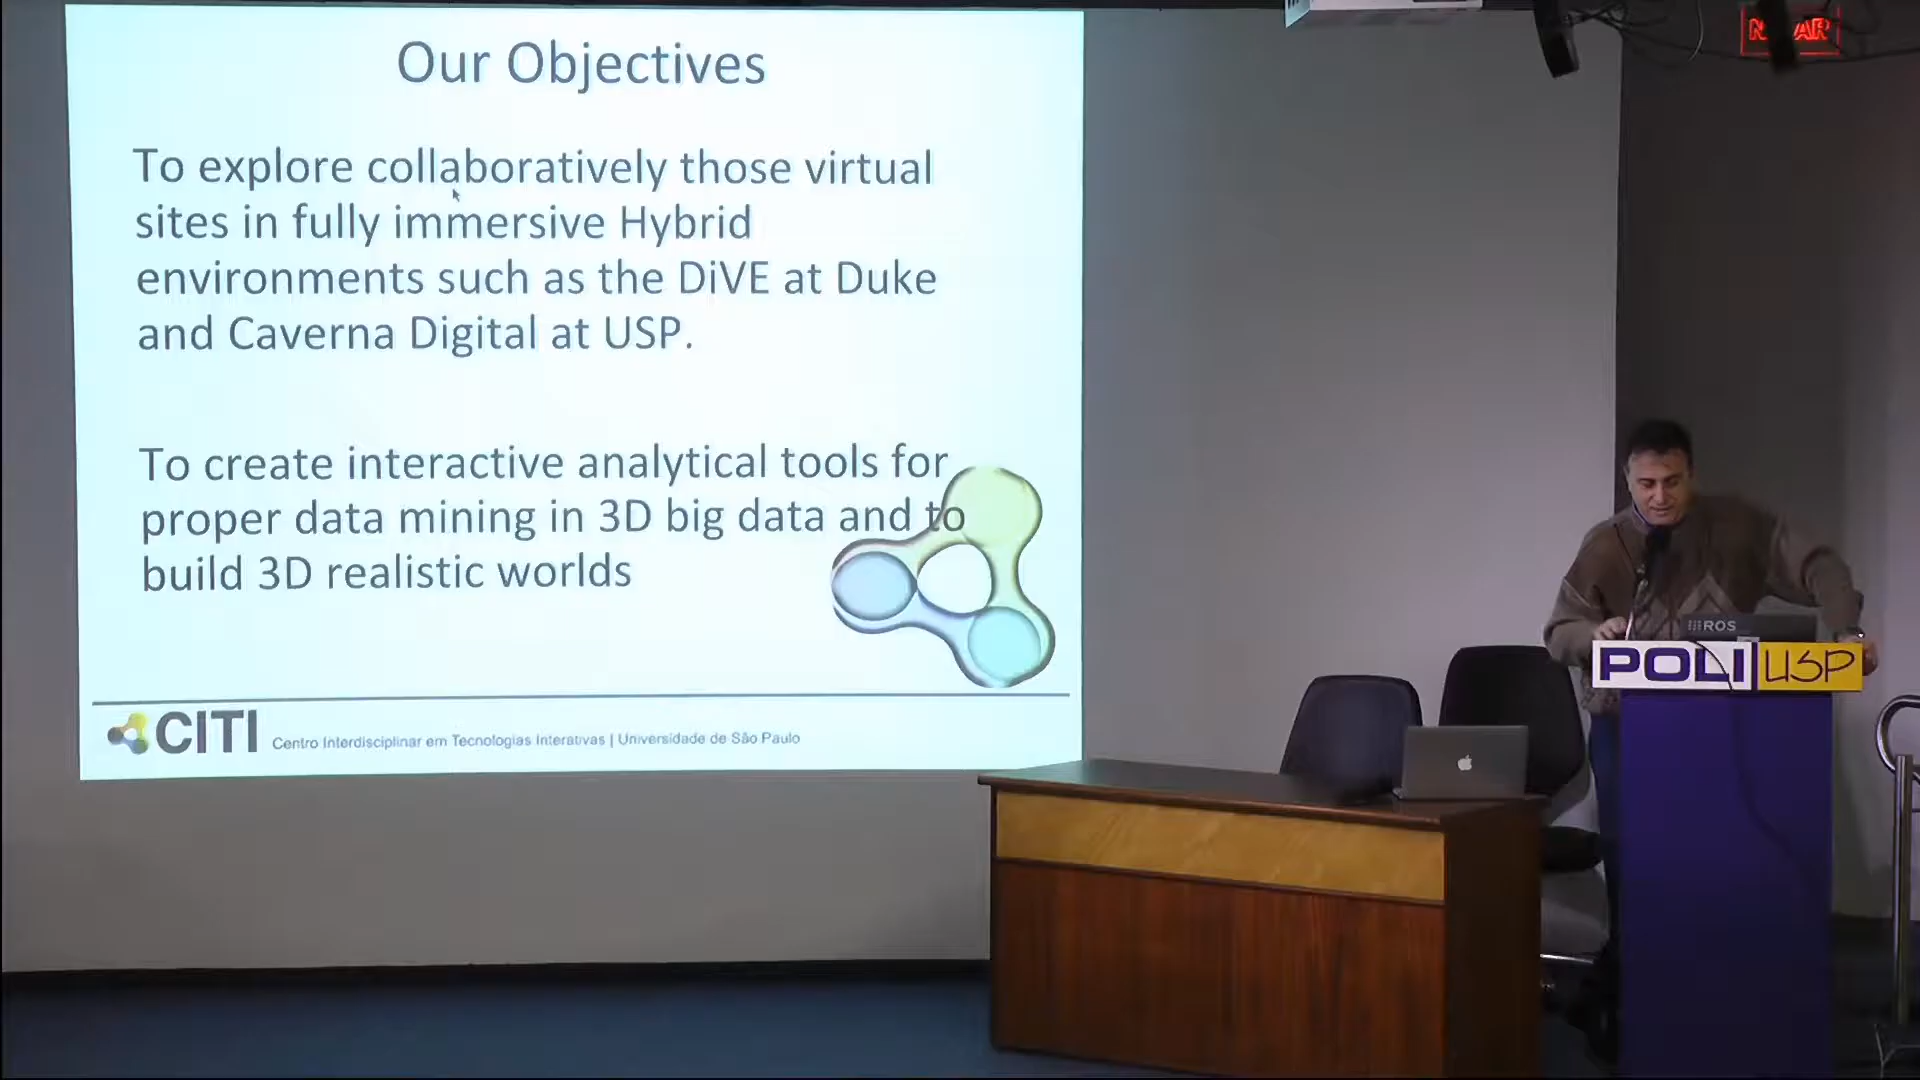 Our Objectives
To explore collaboratively those virtual
sites in fully immersive Hybrid
environments such as the DiVE at Duke
and Caverna Digital at USP.
To create interactive analytical tools for
proper data mining in 3D big data and to
build 3D realistic worlds
CITI Centro Interdisciplinar em Tecnologias Interativas | Universidade de São Paulo
ROS
POLI USP